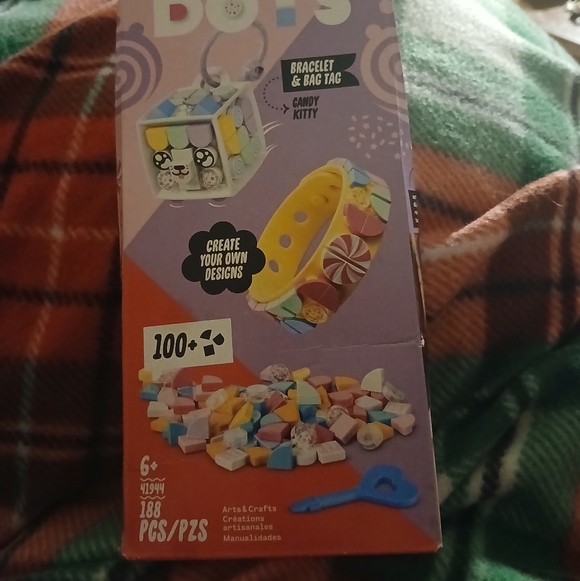 DOTS
BRACELET
& BAG TAG
CANDY
KITTY
CREATE
YOUR OWN
DESIGNS
100+
6+
41944
188
PCS/PZS
Arts&Crafts
Créations
artisanales
Manualidades